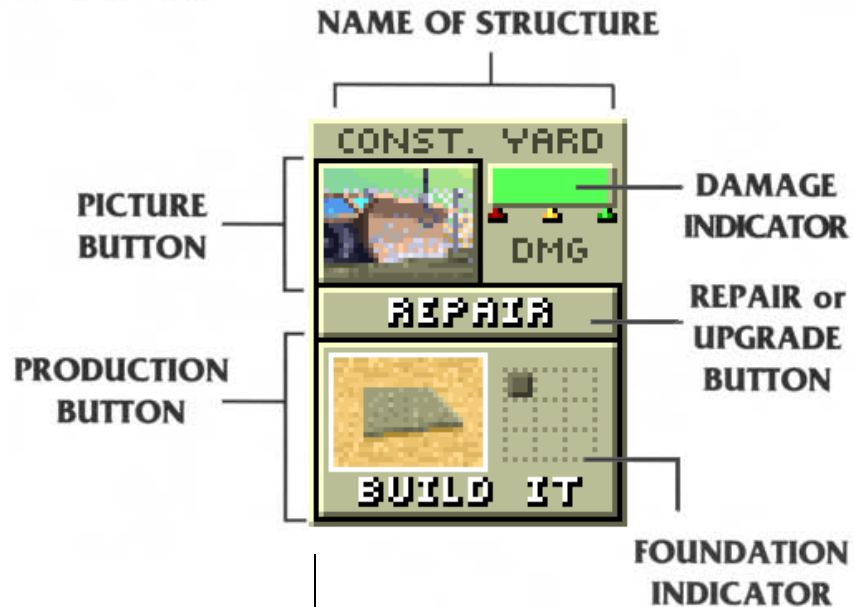 NAME OF STRUCTURE
CONST. YARD
PICTURE
BUTTON
DAMAGE
INDICATOR
DMG
REPAIR
REPAIR or
UPGRADE
BUTTON
PRODUCTION
BUTTON
BUILD IT
FOUNDATION
INDICATOR